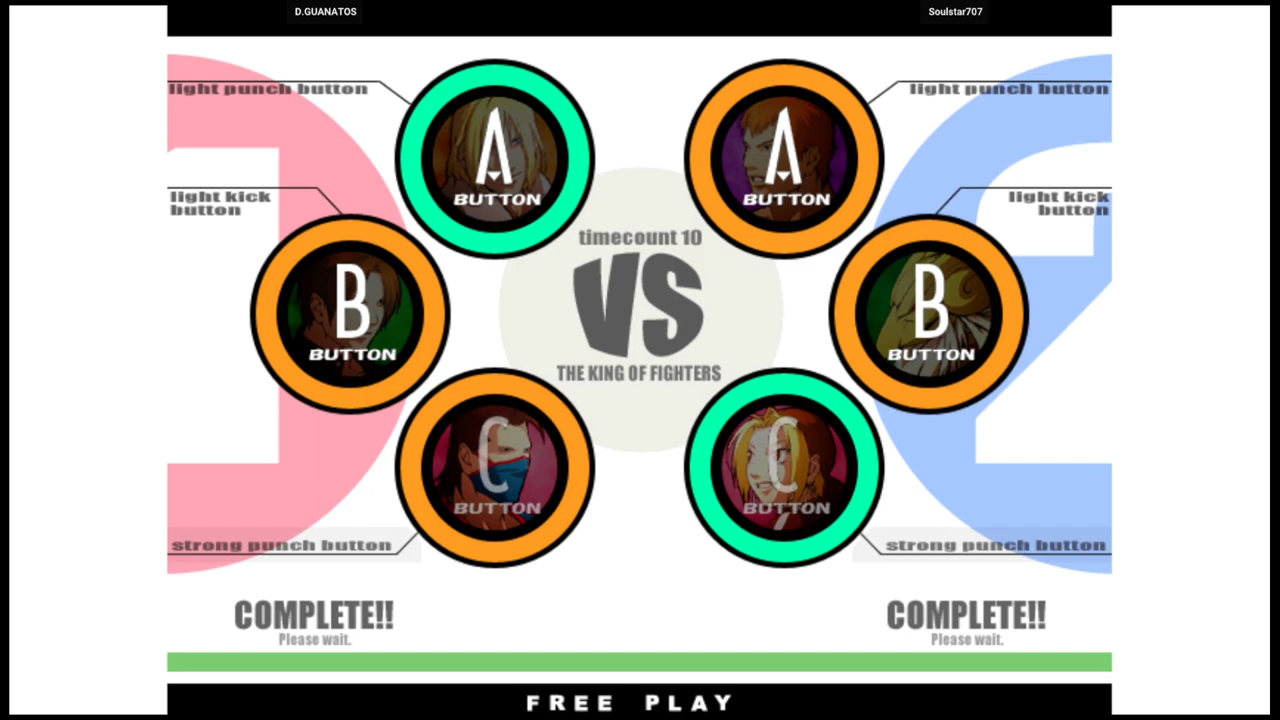 D.GUANATOS
Soulstar707
light punch button
light punch button
A
BUTTON
A
BUTTON
light kick
button
light kick
button
B
BUTTON
B
BUTTON
timecount 10
VS
THE KING OF FIGHTERS
C
BUTTON
C
BUTTON
strong punch button
strong punch button
1
2
COMPLETE!!
Please wait.
COMPLETE!!
Please wait.
FREE PLAY